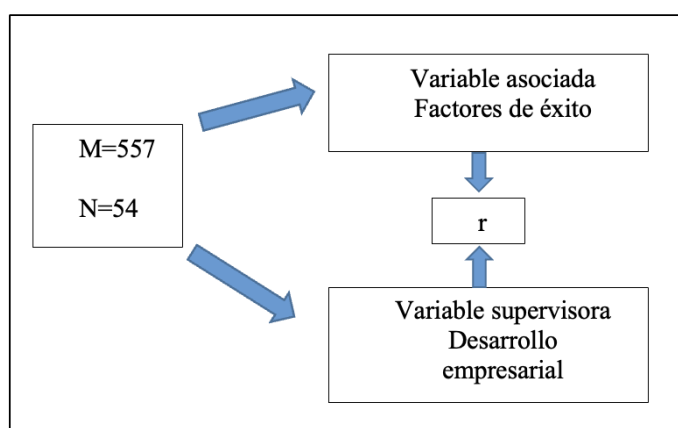 M=557
N=54
Variable asociada
Factores de éxito
r
Variable supervisora
Desarrollo
empresarial